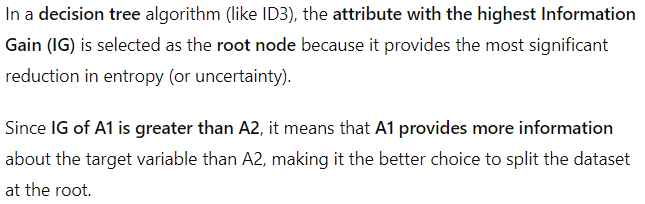 In a decision tree algorithm (like ID3), the attribute with the highest Information
Gain (IG) is selected as the root node because it provides the most significant
reduction in entropy (or uncertainty).
Since IG of A1 is greater than A2, it means that A1 provides more information
about the target variable than A2, making it the better choice to split the dataset
at the root.